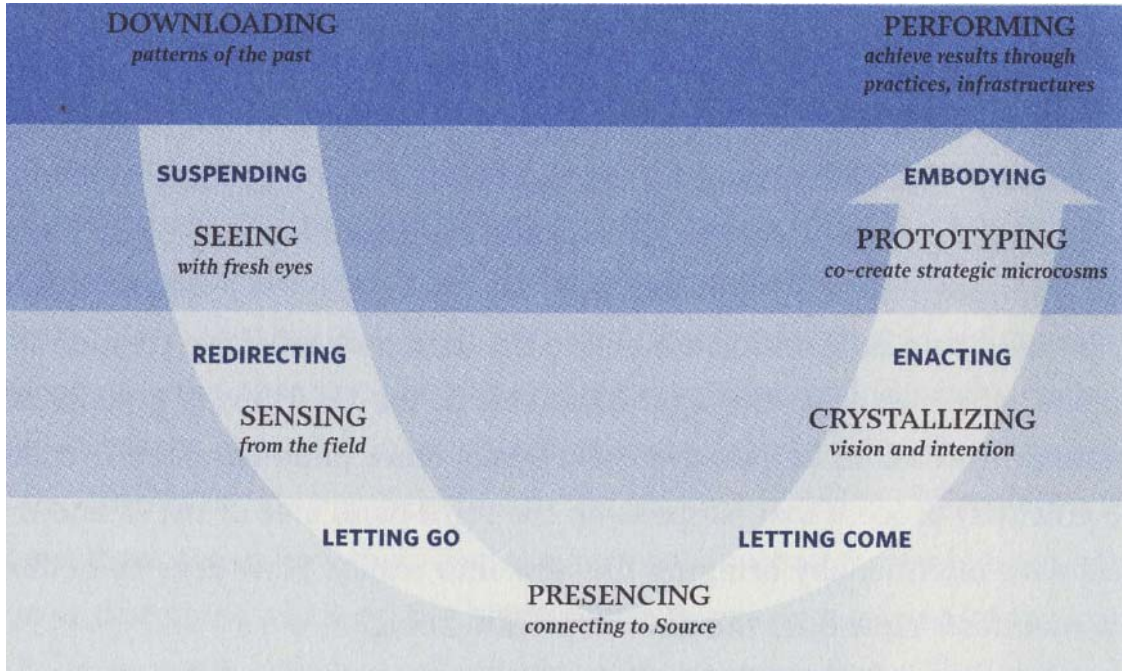 DOWNLOADING
patterns of the past
PERFORMING
achieve results through
practices, infrastructures
SUSPENDING
EMBODYING
SEEING
with fresh eyes
PROTOTYPING
co-create strategic microcosms
REDIRECTING
ENACTING
SENSING
from the field
CRYSTALLIZING
vision and intention
LETTING GO
LETTING COME
PRESENCING
connecting to Source